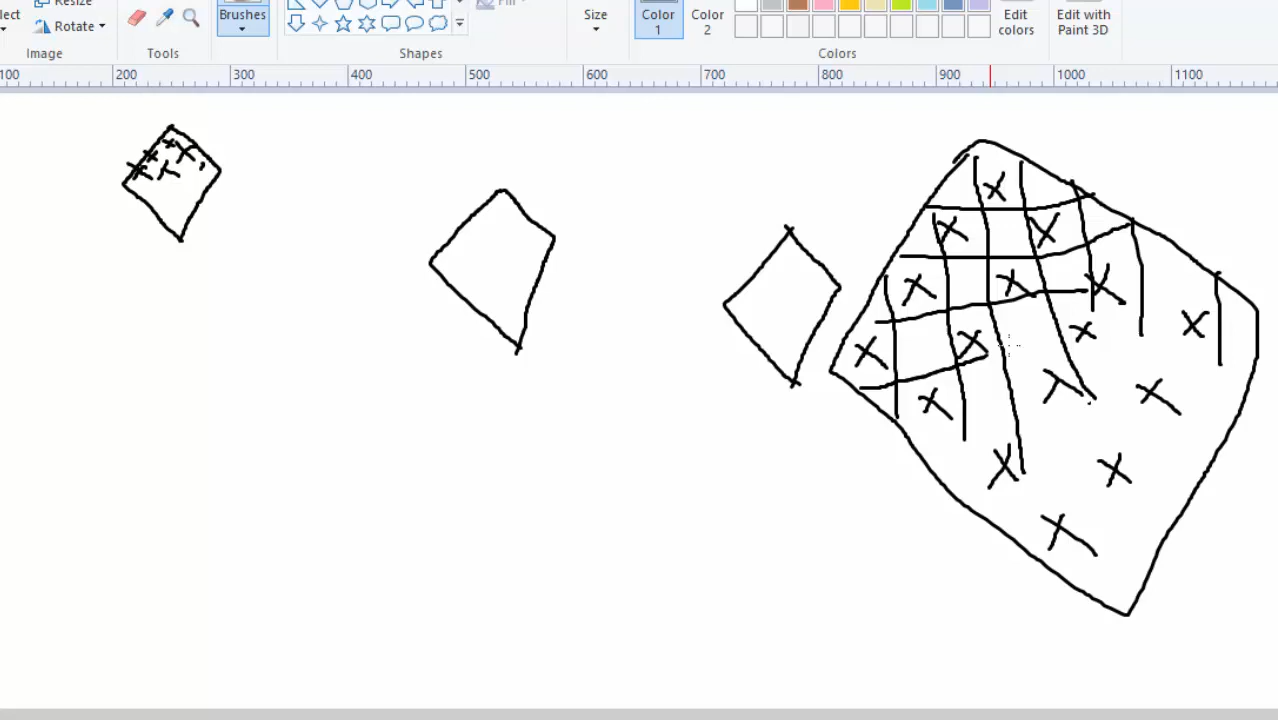 Resize
lect
Rotate
Brushes
Fill
Size
Color
1
Color
2
Edit
colors
Edit with
Paint 3D
Image
Tools
Shapes
Colors
100 200 300 400 500 600 700 800 900 1000 1100
X
X X
X X X
X X X X
X X X
X X
X